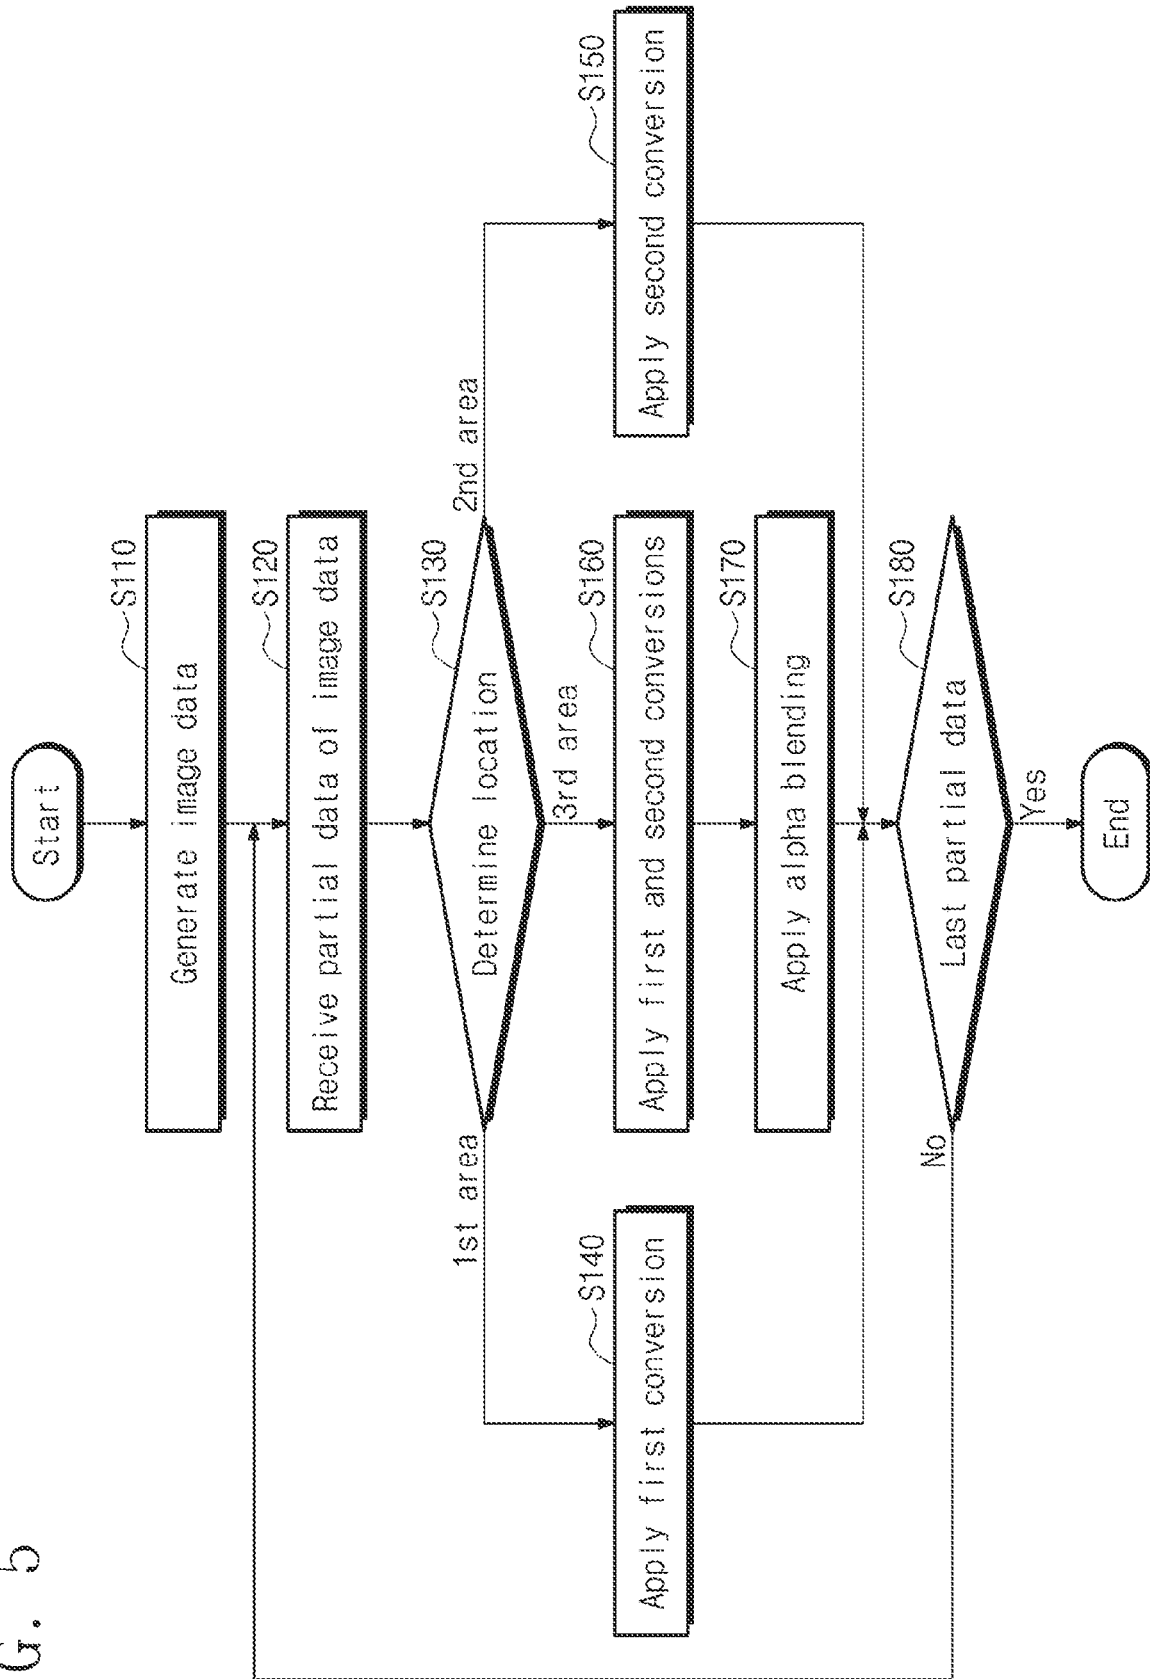 G. 5
Start
S110
Generate image data
S120
Receive partial data of image data
S130
Determine location
1st area
2nd area
3rd area
S140
Apply first conversion
S160
Apply first and second conversions
S150
Apply second conversion
S170
Apply alpha blending
S180
Last partial data
No
Yes
End